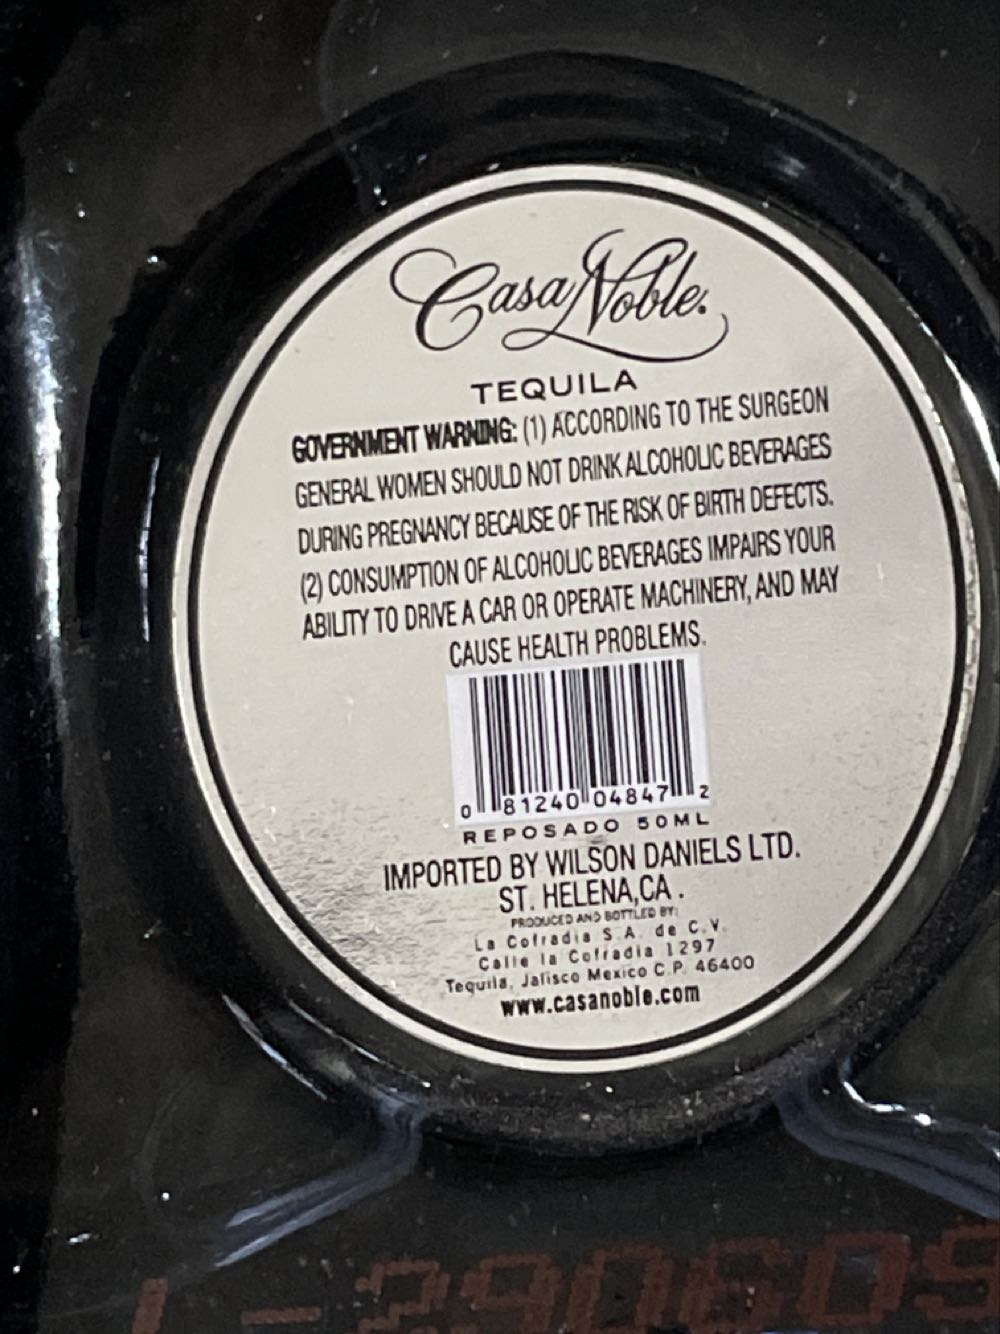 Casa Noble.
TEQUILA
GOVERNMENT WARNING: (1) ACCORDING TO THE SURGEON
GENERAL WOMEN SHOULD NOT DRINK ALCOHOLIC BEVERAGES
DURING PREGNANCY BECAUSE OF THE RISK OF BIRTH DEFECTS.
(2) CONSUMPTION OF ALCOHOLIC BEVERAGES IMPAIRS YOUR
ABILITY TO DRIVE A CAR OR OPERATE MACHINERY, AND MAY
CAUSE HEALTH PROBLEMS.
0 81240 04847 2
REPOSADO 50ML
IMPORTED BY WILSON DANIELS LTD.
ST. HELENA,CA .
PRODUCED AND BOTTLED BY:
La Cofradia S.A. de C.V.
Calle la Cofradia 1297
Tequila, Jalisco Mexico C.P. 46400
www.casanoble.com
L-290609